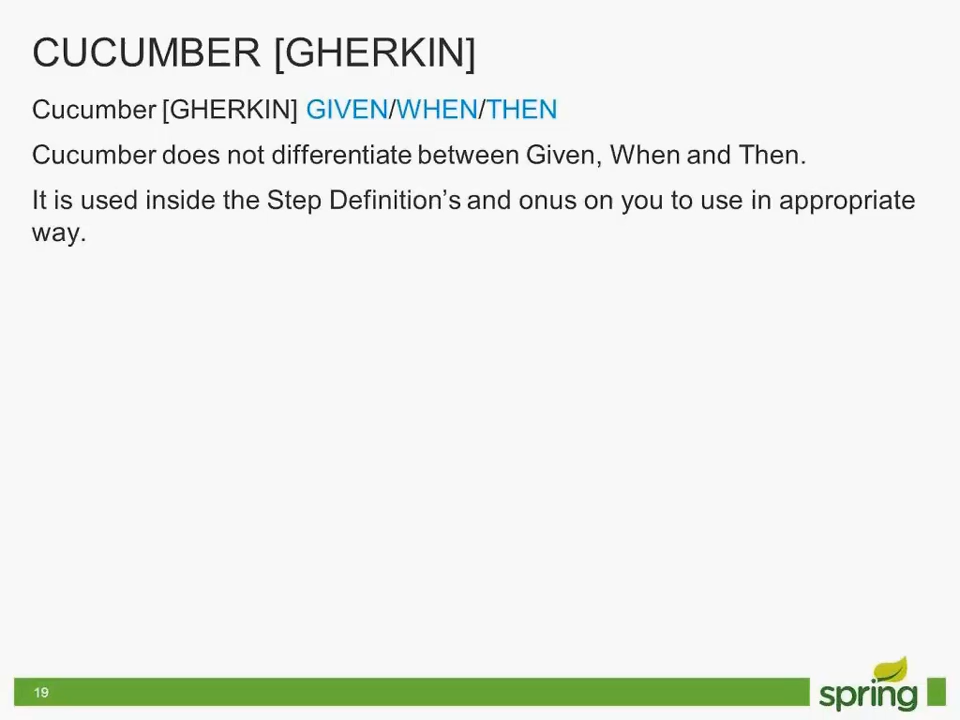 CUCUMBER [GHERKIN]
Cucumber [GHERKIN] GIVEN/WHEN/THEN
Cucumber does not differentiate between Given, When and Then.
It is used inside the Step Definition’s and onus on you to use in appropriate
way.
19
spring